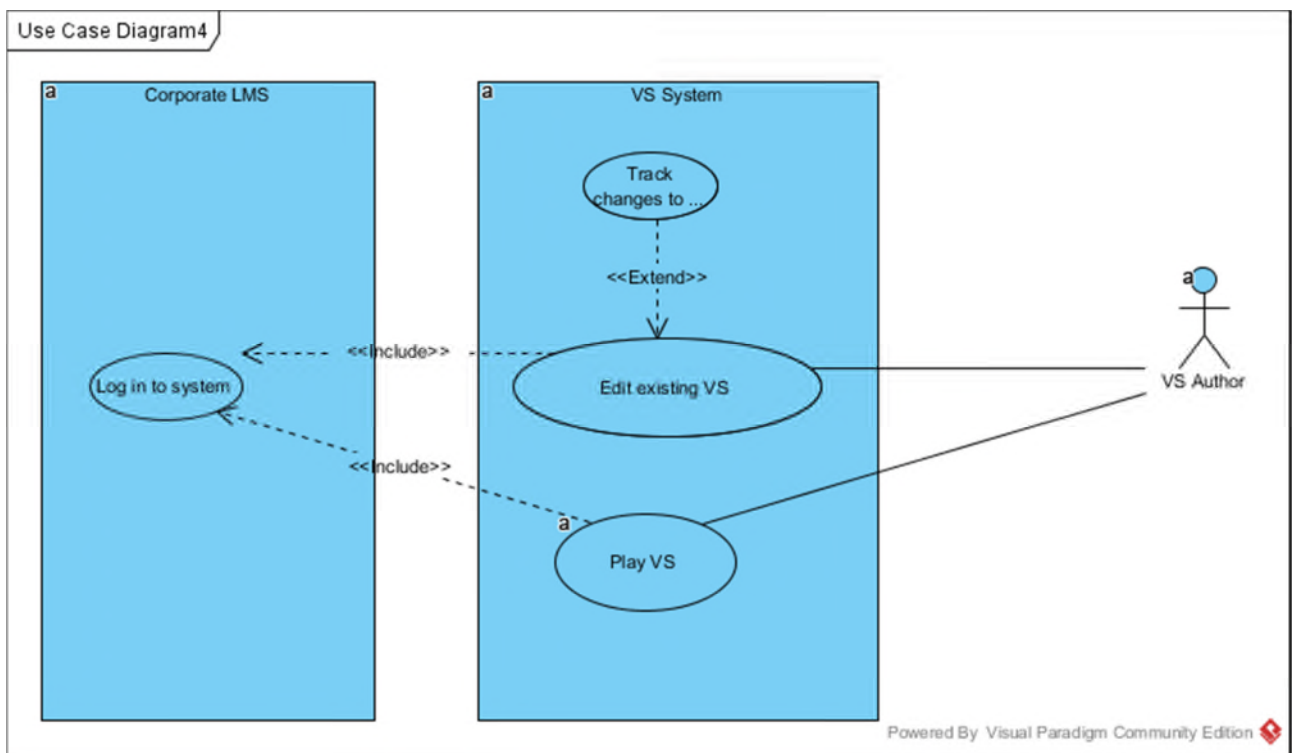 Use Case Diagram4
a
Corporate LMS
a
VS System
Track
changes to ...
<<Extend>>
a
<<Include>>
Log in to system
Edit existing VS
VS Author
<<Include>>
a
Play VS
Powered By Visual Paradigm Community Edition